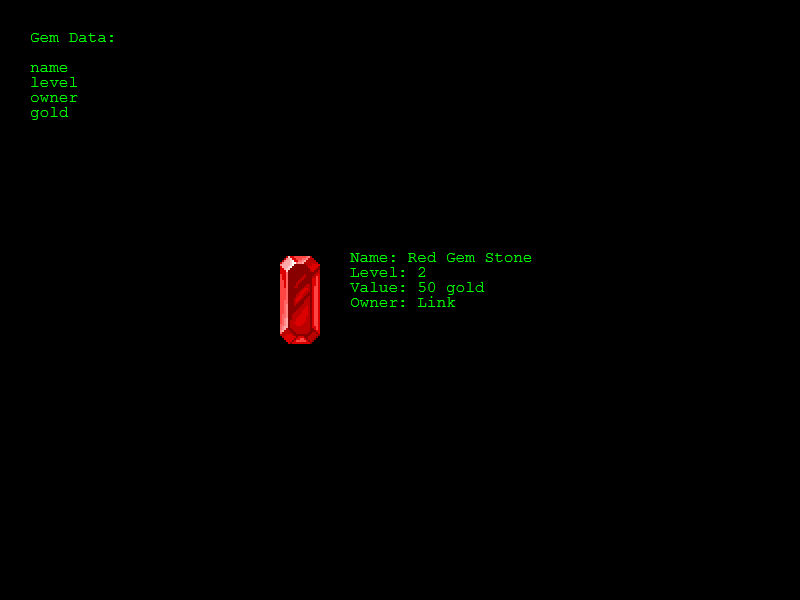 Gem Data:
name
level
owner
gold
Name: Red Gem Stone
Level: 2
Value: 50 gold
Owner: Link